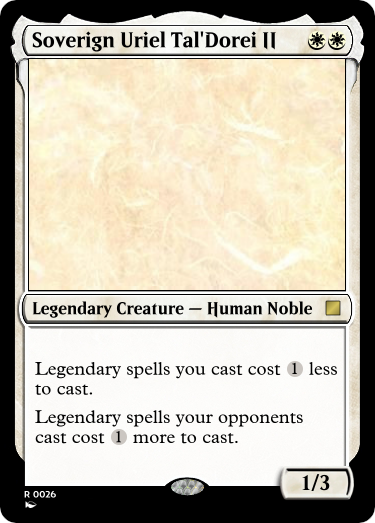 Soverign Uriel Tal'Dorei II
Legendary Creature — Human Noble
Legendary spells you cast cost 1 less
to cast.
Legendary spells your opponents
cast cost 1 more to cast.
1/3
R 0026